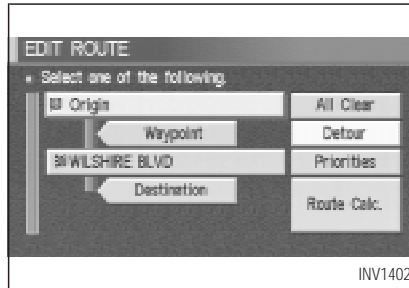 EDIT ROUTE
Select one of the following.
Origin
All Clear
Waypoint
Detour
WILSHIRE BLVD
Priorities
Destination
Route Calc.
INV1402